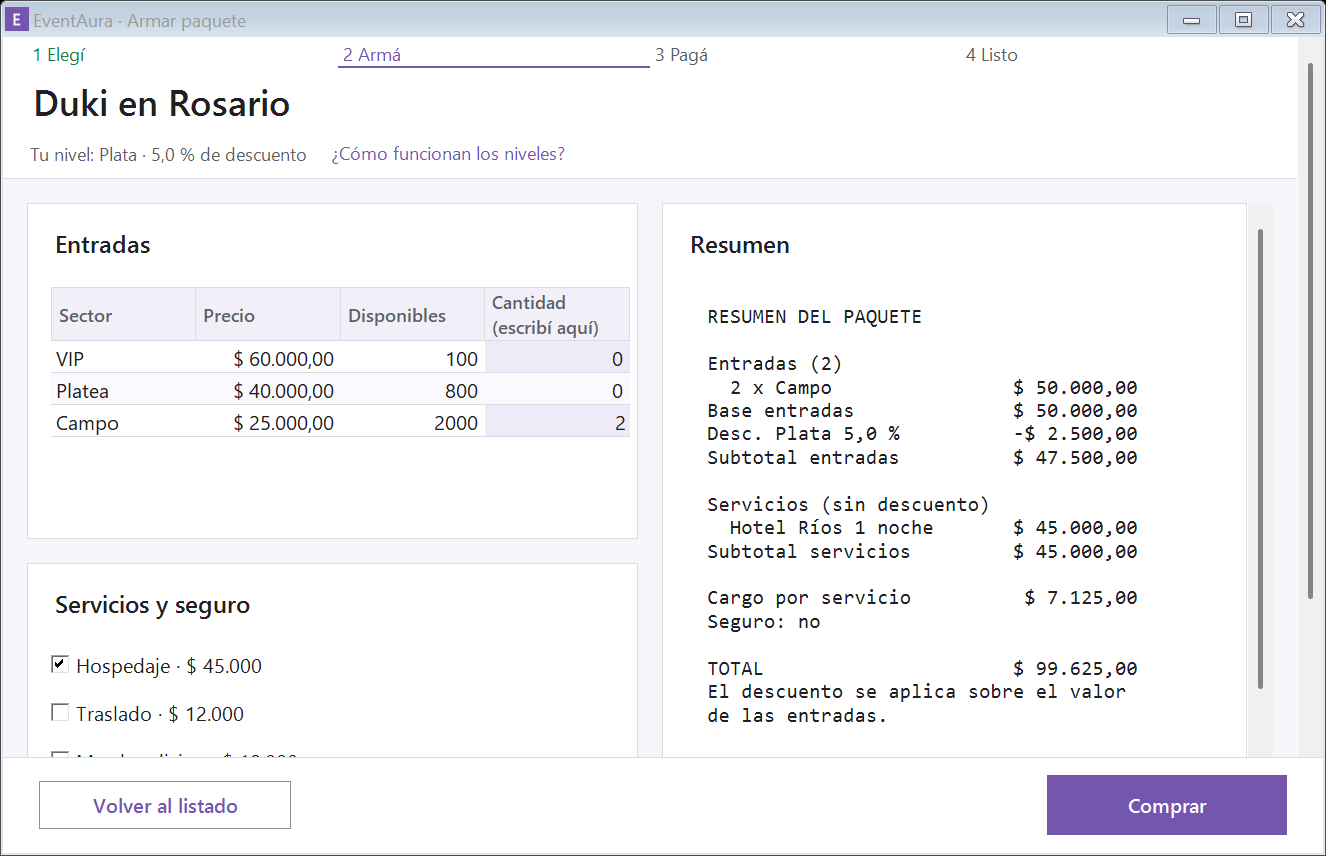 E EventAura · Armar paquete
1 Elegí 2 Armá 3 Pagá 4 Listo
Duki en Rosario
Tu nivel: Plata · 5,0 % de descuento ¿Cómo funcionan los niveles?
Entradas
Sector Precio Disponibles Cantidad
(escribí aquí)
VIP $ 60.000,00 100 0
Platea $ 40.000,00 800 0
Campo $ 25.000,00 2000 2
Servicios y seguro
Hospedaje · $ 45.000
Traslado · $ 12.000
Resumen
RESUMEN DEL PAQUETE
Entradas (2)
2 x Campo $ 50.000,00
Base entradas $ 50.000,00
Desc. Plata 5,0 % -$ 2.500,00
Subtotal entradas $ 47.500,00
Servicios (sin descuento)
Hotel Ríos 1 noche $ 45.000,00
Subtotal servicios $ 45.000,00
Cargo por servicio $ 7.125,00
Seguro: no
TOTAL $ 99.625,00
El descuento se aplica sobre el valor
de las entradas.
Volver al listado
Comprar